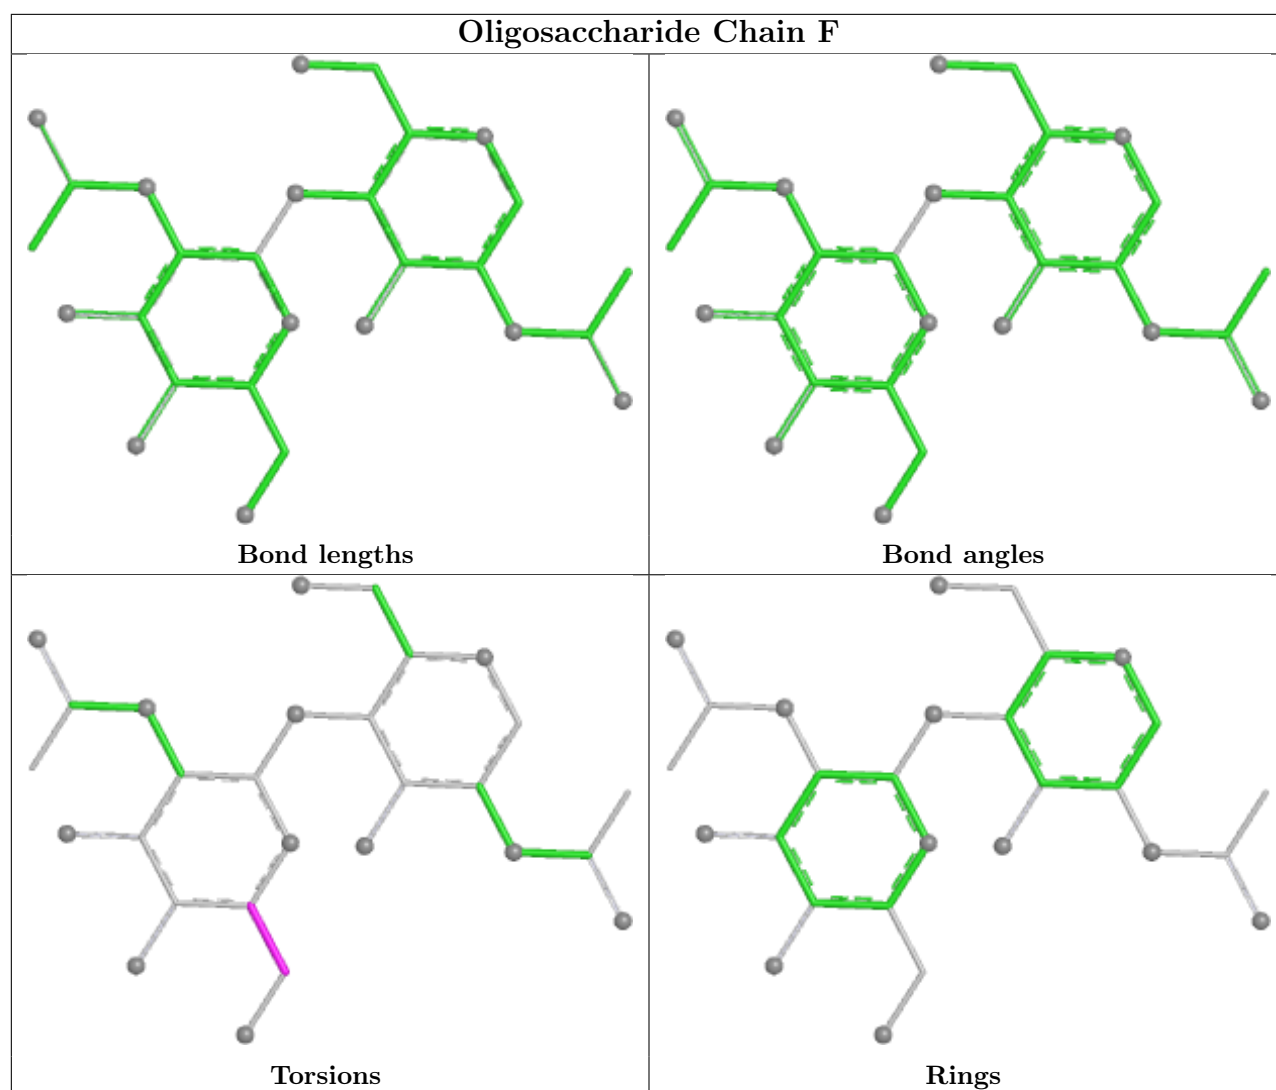 Oligosaccharide Chain F
Bond lengths
Bond angles
Torsions
Rings